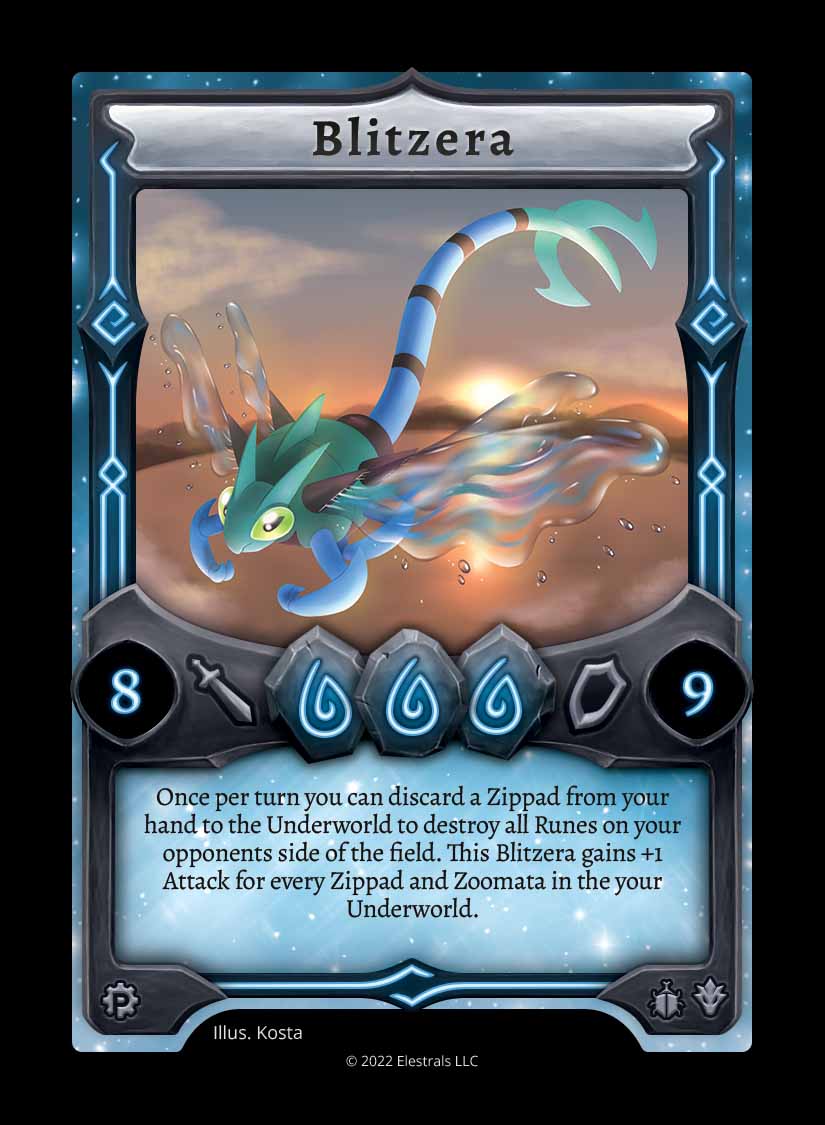 Blitzera
8
9
Once per turn you can discard a Zippad from your
hand to the Underworld to destroy all Runes on your
opponents side of the field. This Blitzera gains +1
Attack for every Zippad and Zoomata in the your
Underworld.
P
Illus. Kosta
© 2022 Elestrals LLC